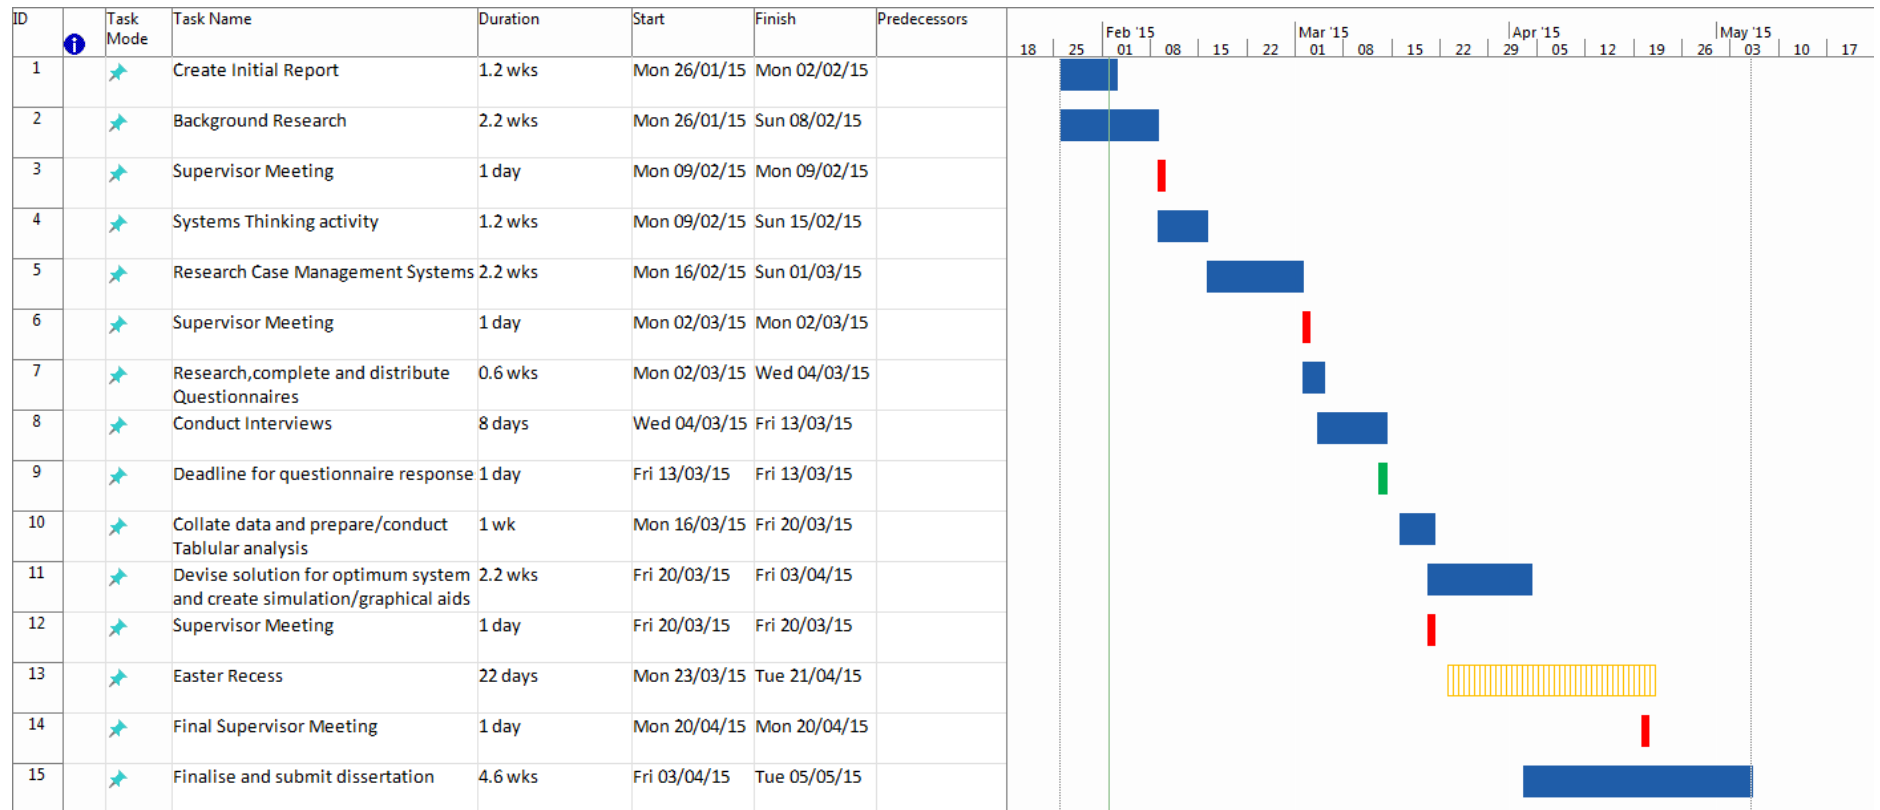 ID Task Mode Task Name Duration Start Finish Predecessors
Feb '15 Mar '15 Apr '15 May '15
18 25 01 08 15 22 01 08 15 22 29 05 12 19 26 03 10 17
1 Create Initial Report 1.2 wks Mon 26/01/15 Mon 02/02/15
2 Background Research 2.2 wks Mon 26/01/15 Sun 08/02/15
3 Supervisor Meeting 1 day Mon 09/02/15 Mon 09/02/15
4 Systems Thinking activity 1.2 wks Mon 09/02/15 Sun 15/02/15
5 Research Case Management Systems 2.2 wks Mon 16/02/15 Sun 01/03/15
6 Supervisor Meeting 1 day Mon 02/03/15 Mon 02/03/15
7 Research,complete and distribute 0.6 wks Mon 02/03/15 Wed 04/03/15
Questionnaires
8 Conduct Interviews 8 days Wed 04/03/15 Fri 13/03/15
9 Deadline for questionnaire response 1 day Fri 13/03/15 Fri 13/03/15
10 Collate data and prepare/conduct 1 wk Mon 16/03/15 Fri 20/03/15
Tablular analysis
11 Devise solution for optimum system 2.2 wks Fri 20/03/15 Fri 03/04/15
and create simulation/graphical aids
12 Supervisor Meeting 1 day Fri 20/03/15 Fri 20/03/15
13 Easter Recess 22 days Mon 23/03/15 Tue 21/04/15
14 Final Supervisor Meeting 1 day Mon 20/04/15 Mon 20/04/15
15 Finalise and submit dissertation 4.6 wks Fri 03/04/15 Tue 05/05/15